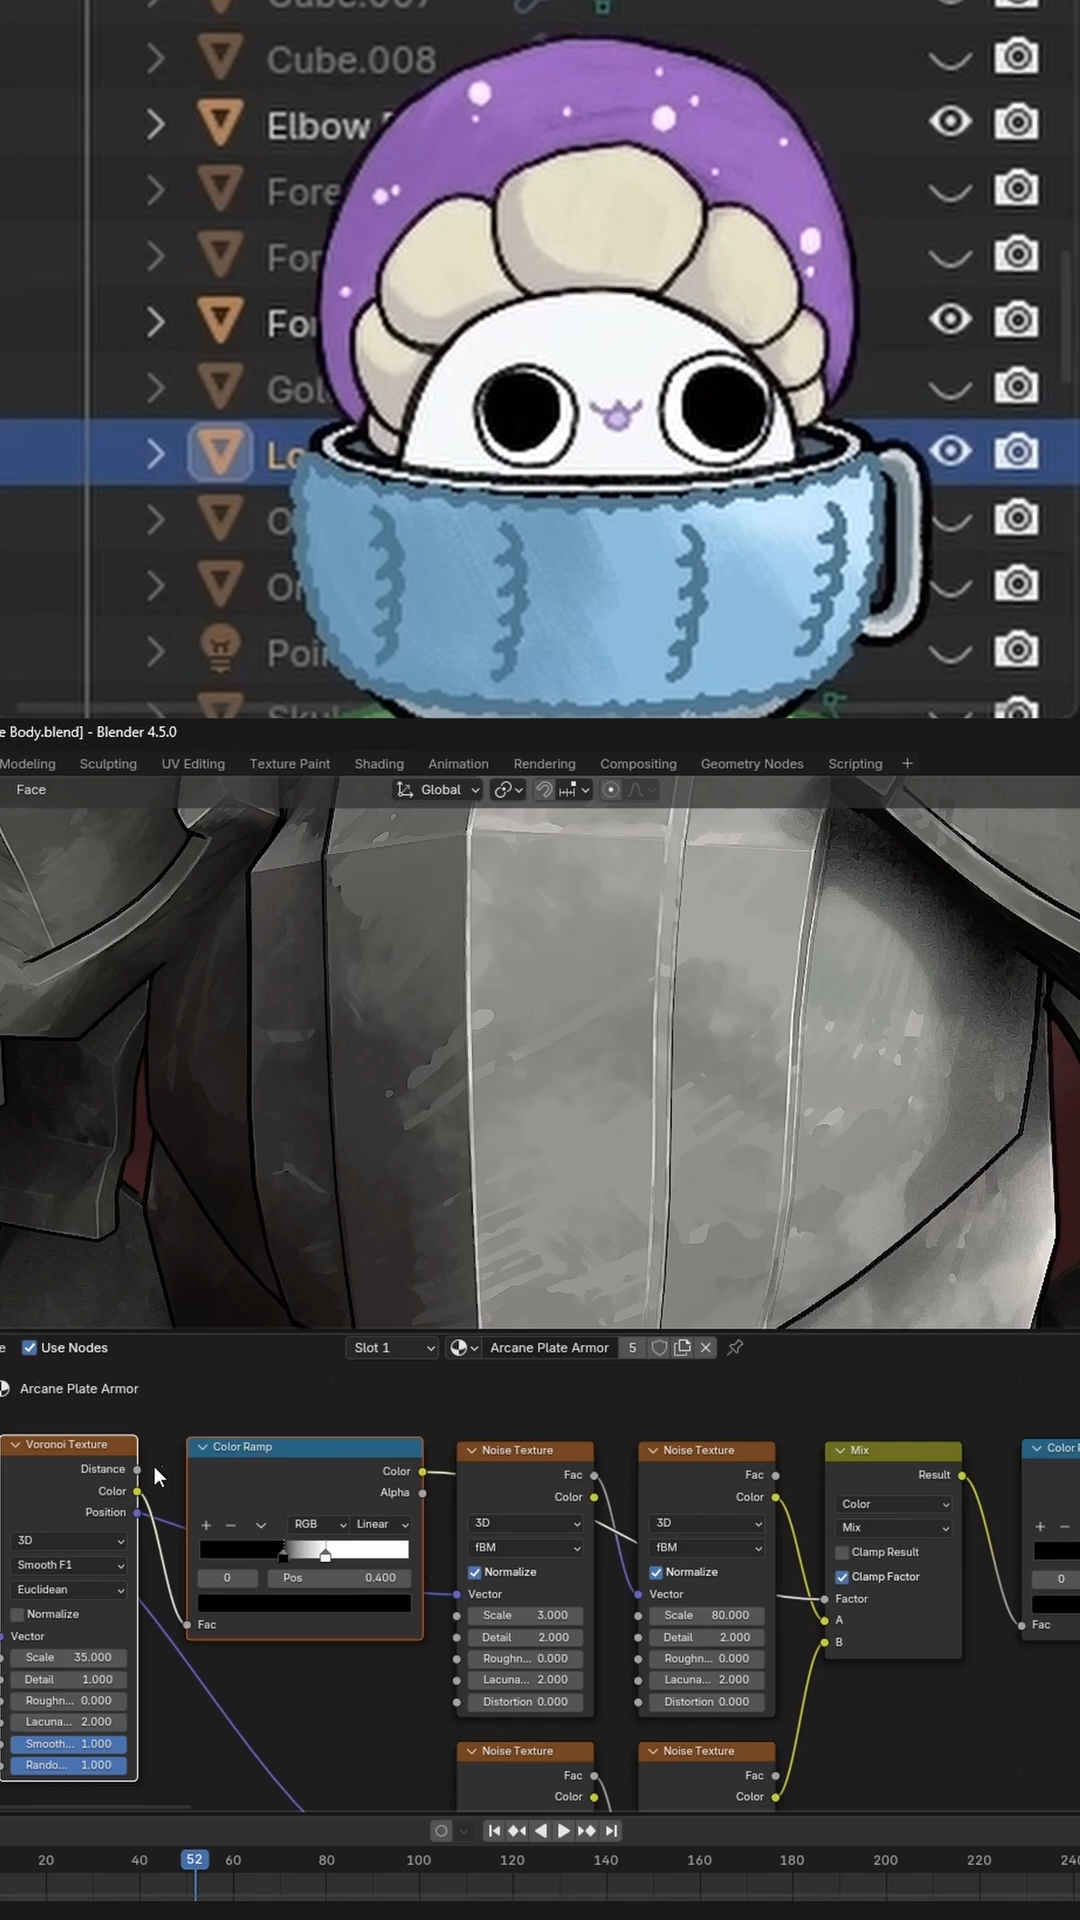 Cube.007
Cube.008
Elbow
Fore
For
For
Gol
Lo
O
Or
Poi
Skul
e Body.blend] - Blender 4.5.0
Modeling Sculpting UV Editing Texture Paint Shading Animation Rendering Compositing Geometry Nodes Scripting +
Face Global
e Use Nodes Slot 1 Arcane Plate Armor 5
Arcane Plate Armor
Voronoi Texture
Distance
Color
Position
3D
Smooth F1
Euclidean
Normalize
Vector
Scale 35.000
Detail 1.000
Roughn... 0.000
Lacuna... 2.000
Smooth... 1.000
Rando... 1.000
Color Ramp
Color
Alpha
+ − RGB Linear
0 Pos 0.400
Fac
Noise Texture
Fac
Color
3D
fBM
Normalize
Vector
Scale 3.000
Detail 2.000
Roughn... 0.000
Lacuna... 2.000
Distortion 0.000
Noise Texture
Fac
Color
3D
fBM
Normalize
Vector
Scale 80.000
Detail 2.000
Roughn... 0.000
Lacuna... 2.000
Distortion 0.000
Mix
Result
Color
Mix
Clamp Result
Clamp Factor
Factor
A
B
Color R
+ −
0
Fac
Noise Texture
Fac
Color
Noise Texture
Fac
Color
20 40 52 60 80 100 120 140 160 180 200 220 240